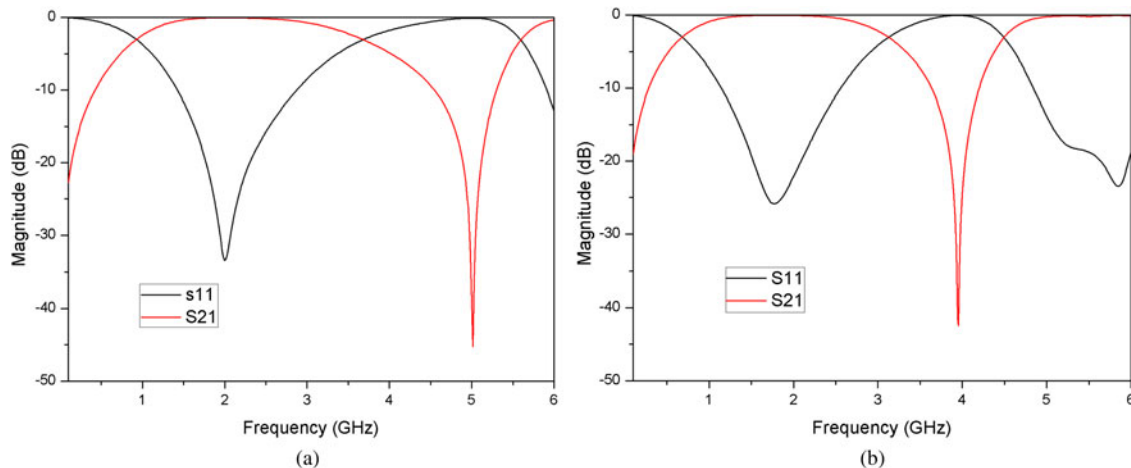 0
-10
-20
-30
-40
-50
Magnitude (dB)
s11
S21
1 2 3 4 5 6
Frequency (GHz)
(a)
0
-10
-20
-30
-40
-50
Magnitude (dB)
S11
S21
1 2 3 4 5 6
Frequency (GHz)
(b)